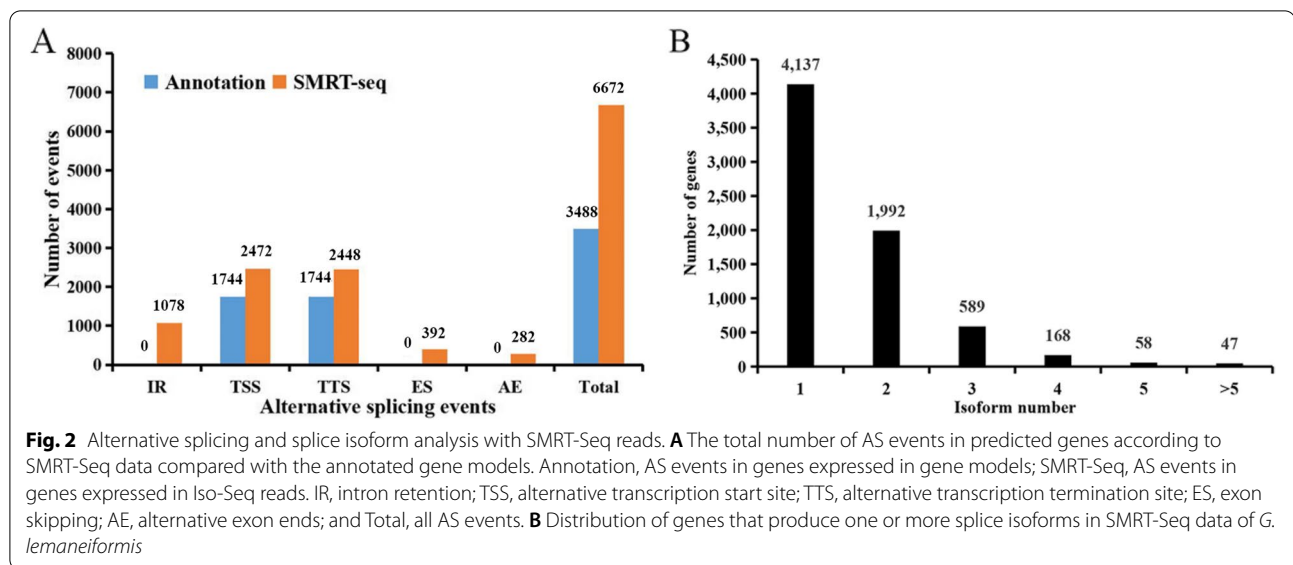 A
8000
7000
6000
5000
4000
3000
2000
1000
0
Number of events
Annotation SMRT-seq
0 1078
1744 2472
1744 2448
0 392
0 282
3488 6672
IR TSS TTS ES AE Total
Alternative splicing events
B
4,500
4,000
3,500
3,000
2,500
2,000
1,500
1,000
500
0
Number of genes
4,137
1,992
589
168
58
47
1 2 3 4 5 >5
Isoform number
Fig. 2 Alternative splicing and splice isoform analysis with SMRT-Seq reads. A The total number of AS events in predicted genes according to
SMRT-Seq data compared with the annotated gene models. Annotation, AS events in genes expressed in gene models; SMRT-Seq, AS events in
genes expressed in Iso-Seq reads. IR, intron retention; TSS, alternative transcription start site; TTS, alternative transcription termination site; ES, exon
skipping; AE, alternative exon ends; and Total, all AS events. B Distribution of genes that produce one or more splice isoforms in SMRT-Seq data of G.
lemaneiformis